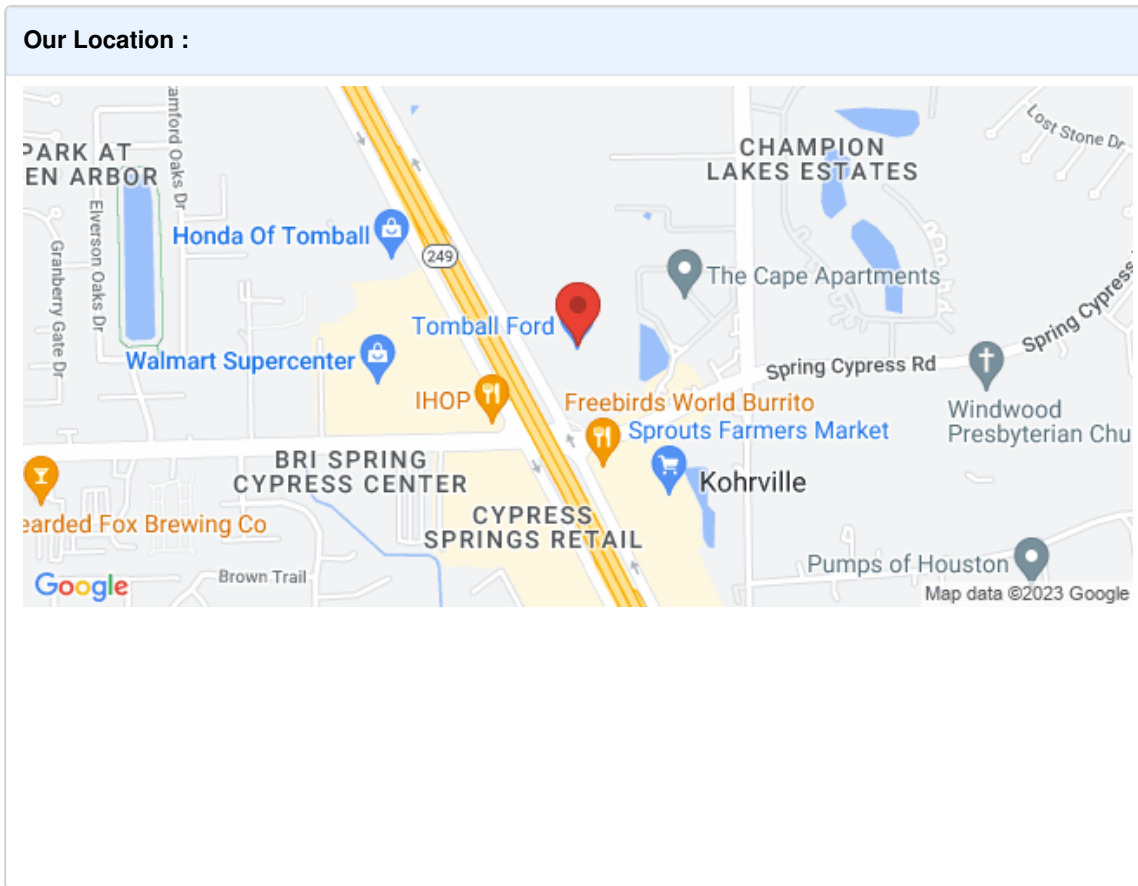 Our Location :
amford Oaks Dr
PARK AT
EN ARBOR
Elverson Oaks Dr
Granberry Gate Dr
Honda Of Tomball
249
CHAMPION
LAKES ESTATES
Lost Stone Dr
The Cape Apartments
Tomball Ford
Walmart Supercenter
IHOP
Freebirds World Burrito
Sprouts Farmers Market
Spring Cypress Rd
Spring Cypress
Windwood
Presbyterian Chu
BRI SPRING
CYPRESS CENTER
Kohrville
earded Fox Brewing Co
CYPRESS
SPRINGS RETAIL
Brown Trail
Pumps of Houston
Google
Map data ©2023 Google